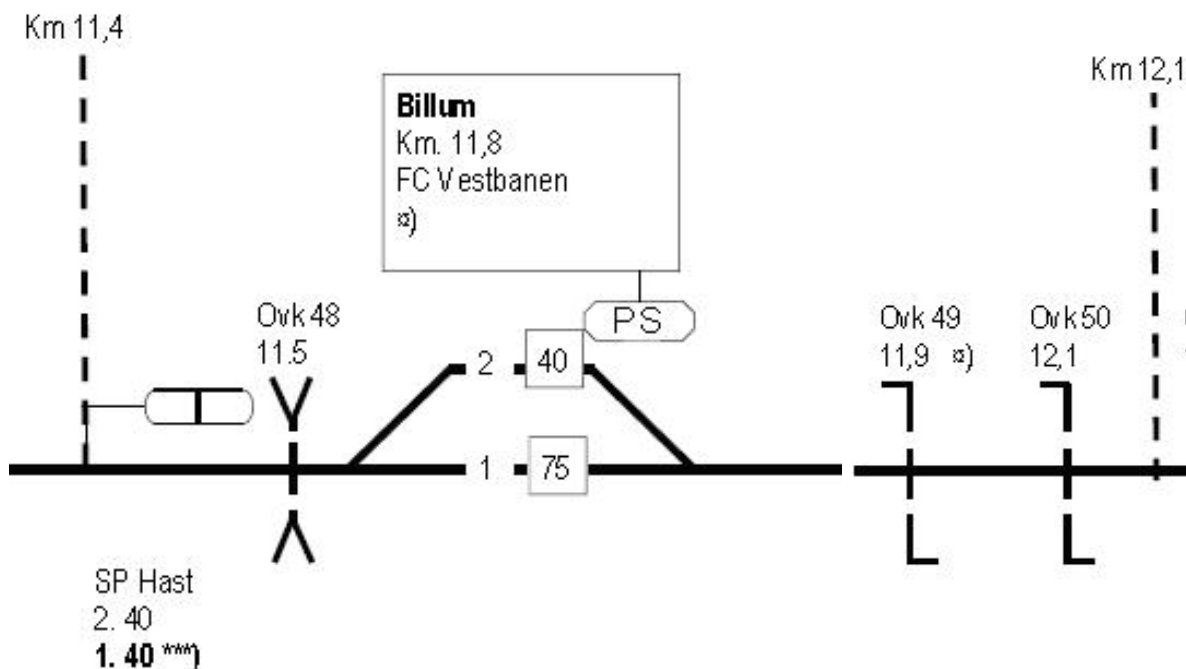 Km 11,4
Km 12,1
Billum
Km. 11,8
FC Vestbanen
¤)
PS
Ovk 48
11.5
Ovk 49
11,9 ¤)
Ovk 50
12,1
2 40
1 75
SP Hast
2. 40
1. 40 ***)